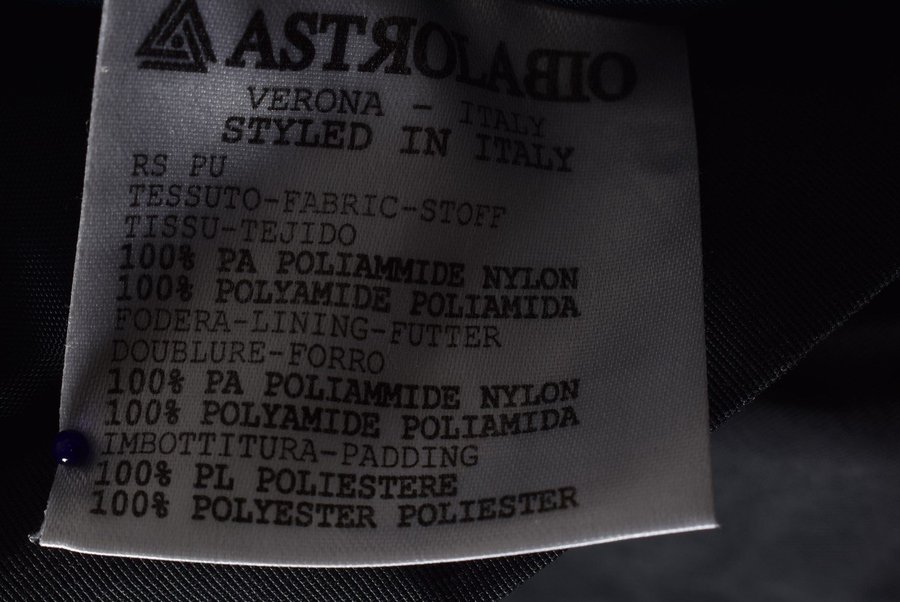 ASTROLABIO
VERONA - ITALY
STYLED IN ITALY
RS PU
TESSUTO-FABRIC-STOFF
TISSU-TEJIDO
100% PA POLIAMMIDE NYLON
100% POLYAMIDE POLIAMIDA
FODERA-LINING-FUTTER
DOUBLURE-FORRO
100% PA POLIAMMIDE NYLON
100% POLYAMIDE POLIAMIDA
IMBOTTITURA-PADDING
100% PL POLIESTERE
100% POLYESTER POLIESTER